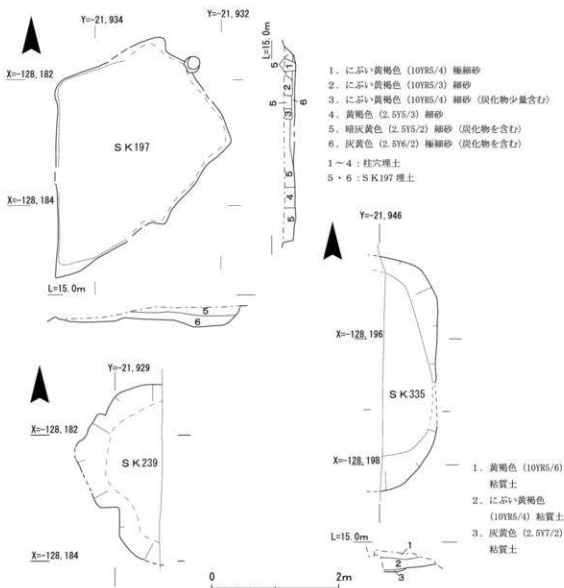 Y=-21,934
Y=-21,932
X=-128,182
X=-128,184
SK197
L=15.0m
5
1
2
5
6
3
5
4
5
L=15.0m
5
6
1. にぶい黄褐色 (10YR5/4) 極細砂
2. にぶい黄褐色 (10YR5/3) 細砂
3. にぶい黄褐色 (10YR5/4) 細砂 (炭化物少量含む)
4. 黄褐色 (2.5Y5/3) 細砂
5. 暗灰黄色 (2.5Y5/2) 細砂 (炭化物を含む)
6. 灰黄色 (2.5Y6/2) 極細砂 (炭化物を含む)
1~4：柱穴埋土
5・6：SK197 埋土
Y=-21,929
X=-128,182
SK239
X=-128,184
Y=-21,946
X=-128,196
SK335
X=-128,198
L=15.0m
1
2
3
1. 黄褐色 (10YR5/6)
粘質土
2. にぶい黄褐色
(10YR5/4) 粘質土
3. 灰黄色 (2.5Y7/2)
粘質土
0
2m